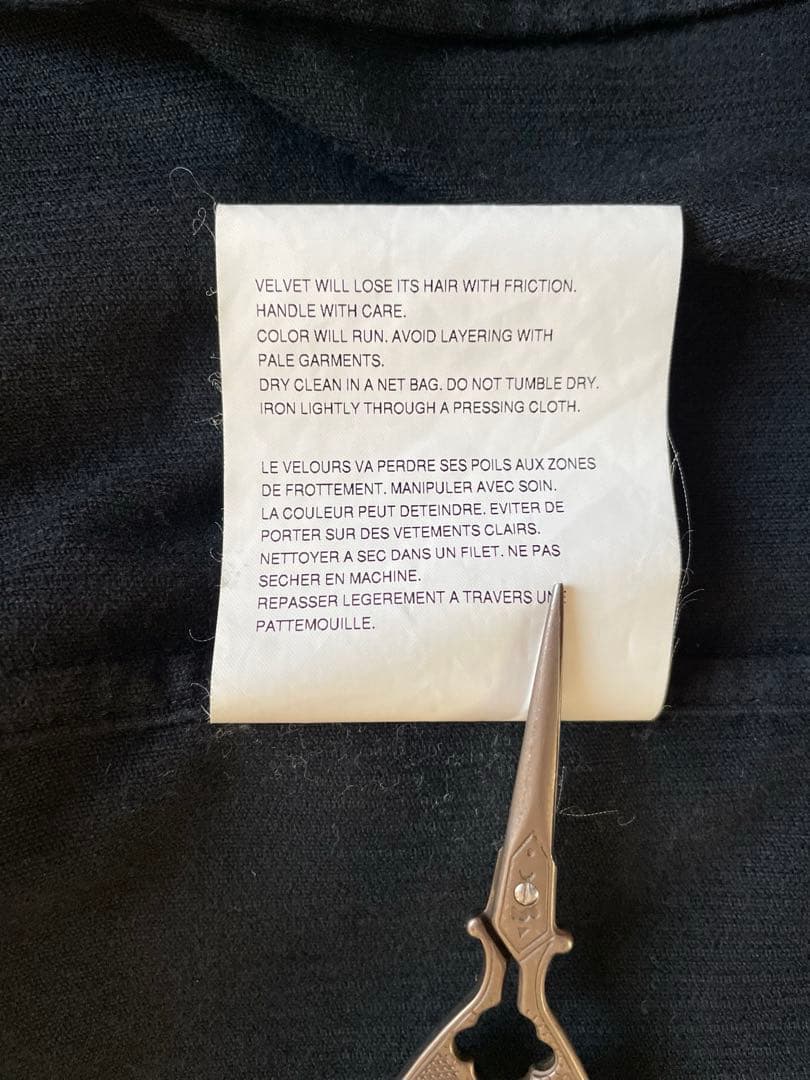 VELVET WILL LOSE ITS HAIR WITH FRICTION.
HANDLE WITH CARE.
COLOR WILL RUN. AVOID LAYERING WITH
PALE GARMENTS.
DRY CLEAN IN A NET BAG. DO NOT TUMBLE DRY.
IRON LIGHTLY THROUGH A PRESSING CLOTH.
LE VELOURS VA PERDRE SES POILS AUX ZONES
DE FROTTEMENT. MANIPULER AVEC SOIN.
LA COULEUR PEUT DETEINDRE. EVITER DE
PORTER SUR DES VETEMENTS CLAIRS.
NETTOYER A SEC DANS UN FILET. NE PAS
SECHER EN MACHINE.
REPASSER LEGEREMENT A TRAVERS UNE
PATTEMOUILLE.